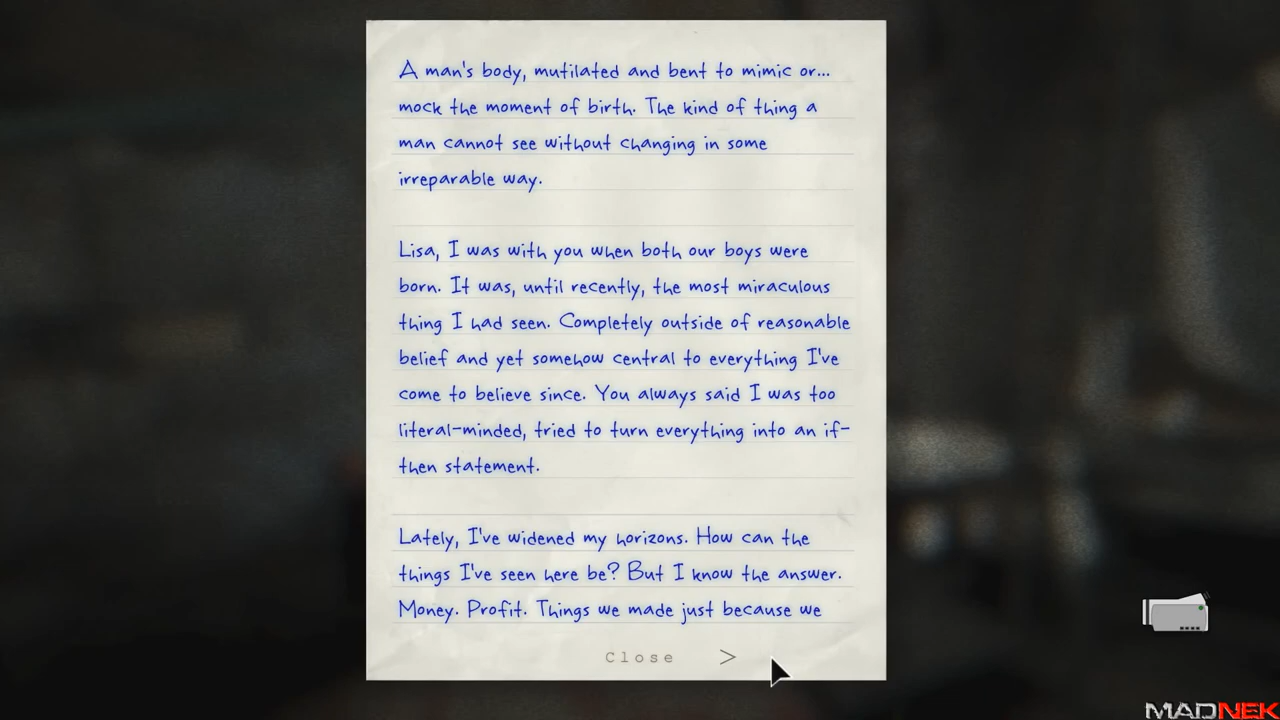 A man's body, mutilated and bent to mimic or...
mock the moment of birth. The kind of thing a
man cannot see without changing in some
irreparable way.
Lisa, I was with you when both our boys were
born. It was, until recently, the most miraculous
thing I had seen. Completely outside of reasonable
belief and yet somehow central to everything I've
come to believe since. You always said I was too
literal-minded, tried to turn everything into an if-
then statement.
Lately, I've widened my horizons. How can the
things I've seen here be? But I know the answer.
Money. Profit. Things we made just because we
Close >
MADNEK